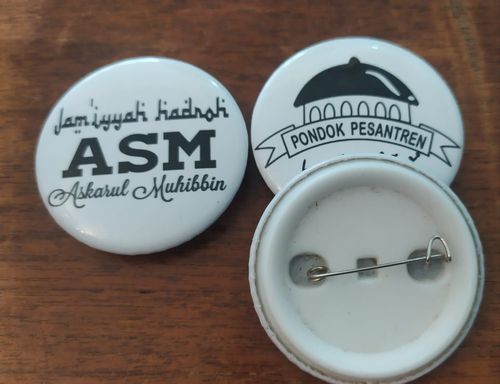 Jam'iyyah hadroh
ASM
Askarul Muhibbin
PONDOK PESANTREN